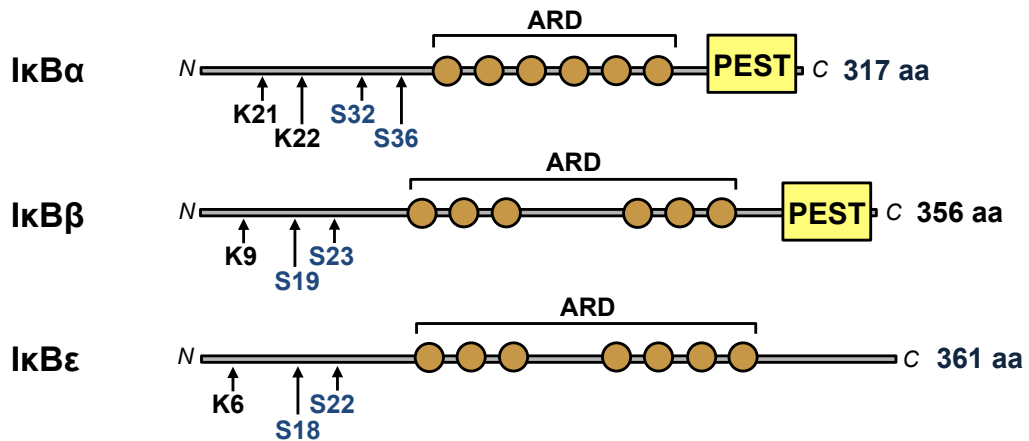 ARD
IκBα N PEST C 317 aa
K21 S32
K22 S36
ARD
IκBβ N PEST C 356 aa
K9 S23
S19
ARD
IκBε N C 361 aa
K6 S22
S18